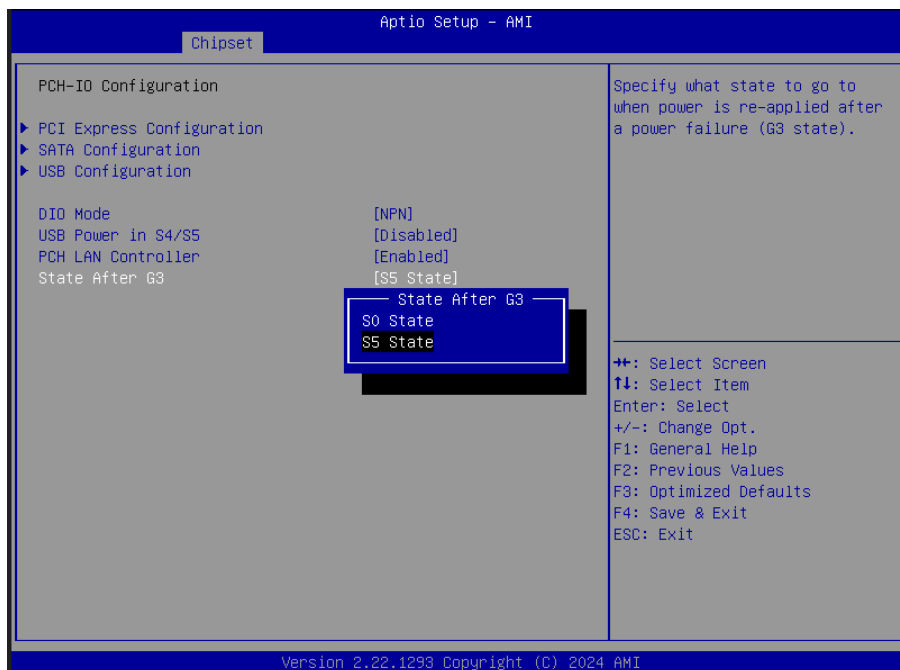 Aptio Setup – AMI
Chipset
PCH-IO Configuration
PCI Express Configuration
SATA Configuration
USB Configuration
DIO Mode [NPN]
USB Power in S4/S5 [Disabled]
PCH LAN Controller [Enabled]
State After G3 [S5 State]
State After G3
S0 State
S5 State
Specify what state to go to
when power is re-applied after
a power failure (G3 state).
→←: Select Screen
↑↓: Select Item
Enter: Select
+/-: Change Opt.
F1: General Help
F2: Previous Values
F3: Optimized Defaults
F4: Save & Exit
ESC: Exit
Version 2.22.1293 Copyright (C) 2024 AMI